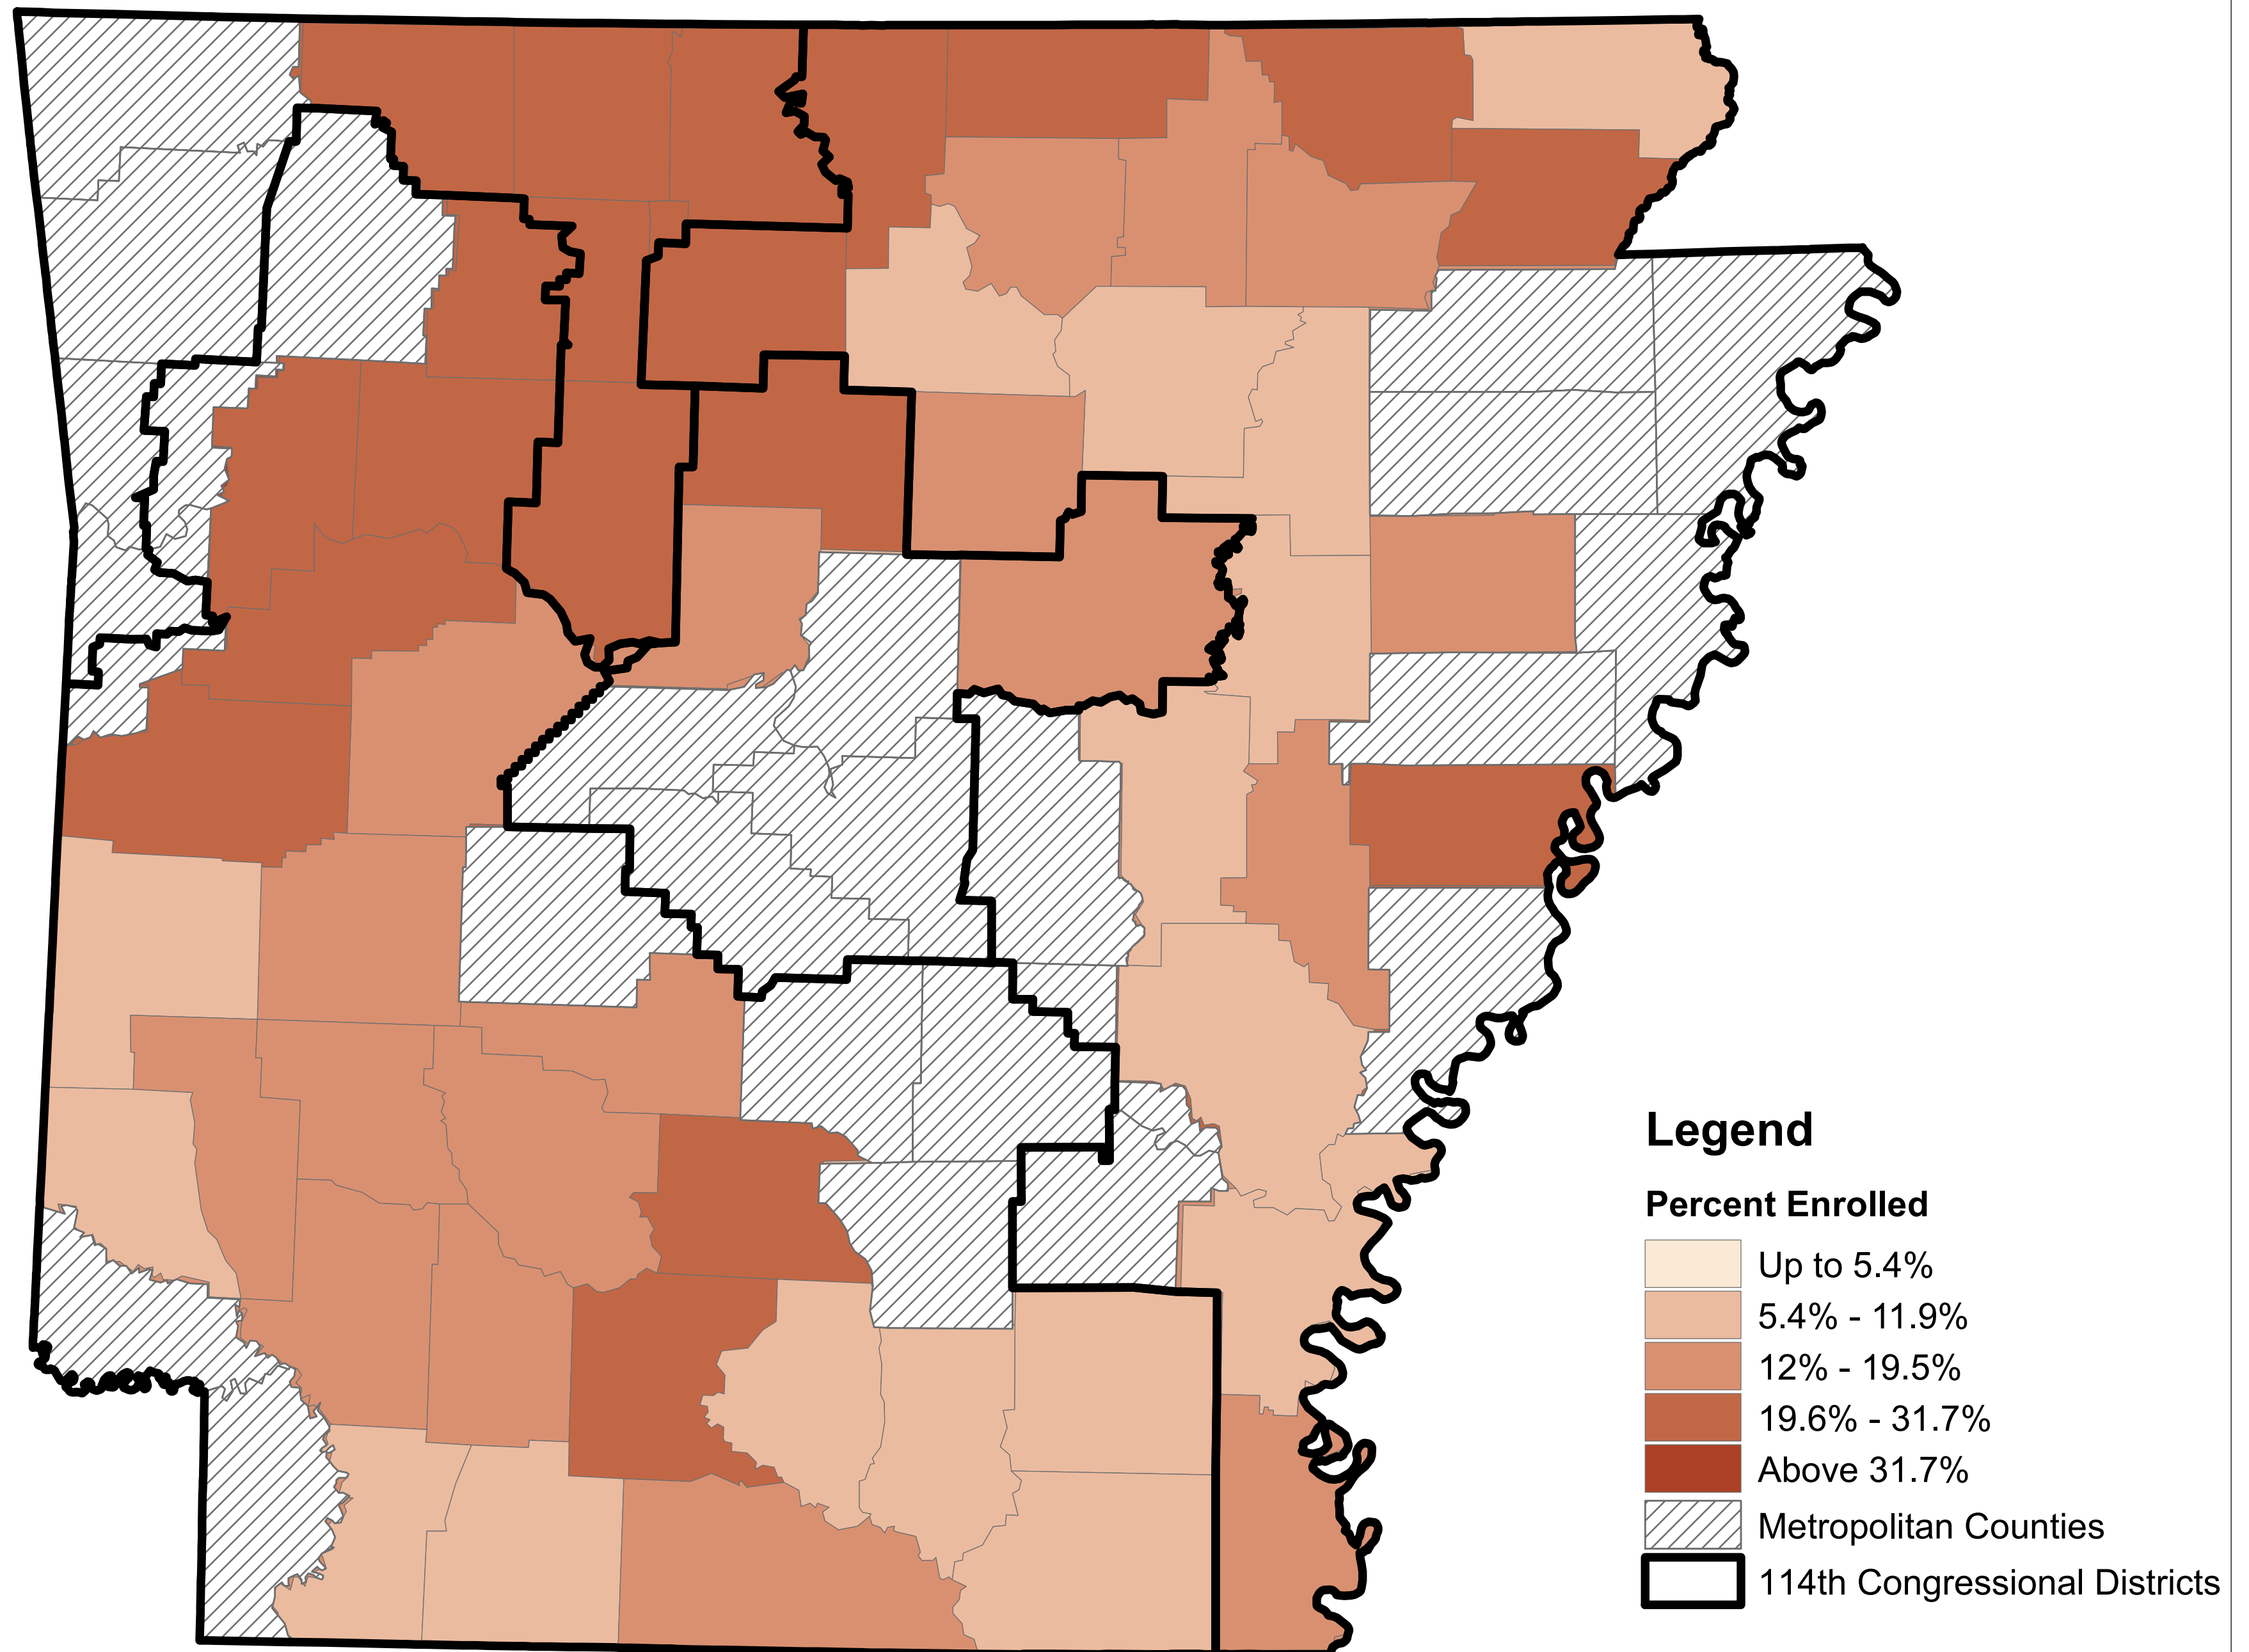 Legend
Percent Enrolled
Up to 5.4%
5.4% - 11.9%
12% - 19.5%
19.6% - 31.7%
Above 31.7%
Metropolitan Counties
114th Congressional Districts